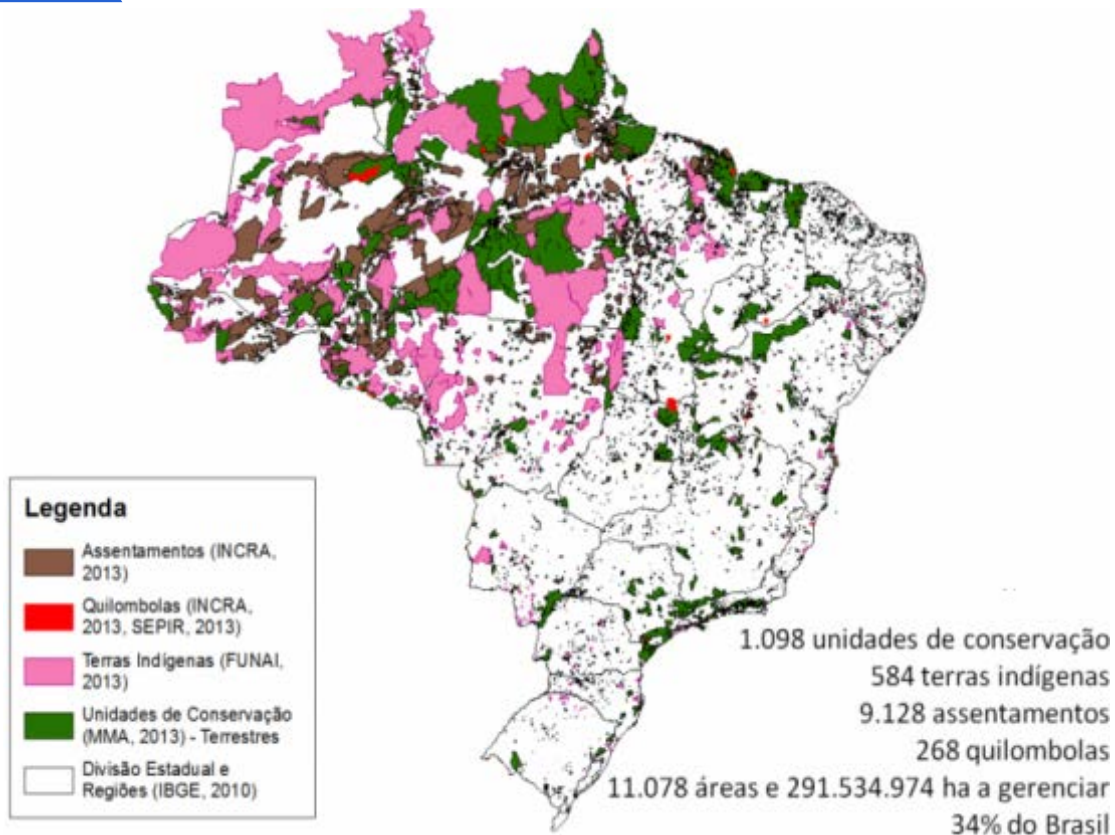 Legenda
Assentamentos (INCRA,
2013)
Quilombolas (INCRA,
2013, SEPIR, 2013)
Terras Indígenas (FUNAI,
2013)
Unidades de Conservação
(MMA, 2013) - Terrestres
Divisão Estadual e
Regiões (IBGE, 2010)
1.098 unidades de conservação
584 terras indígenas
9.128 assentamentos
268 quilombolas
11.078 áreas e 291.534.974 ha a gerenciar
34% do Brasil